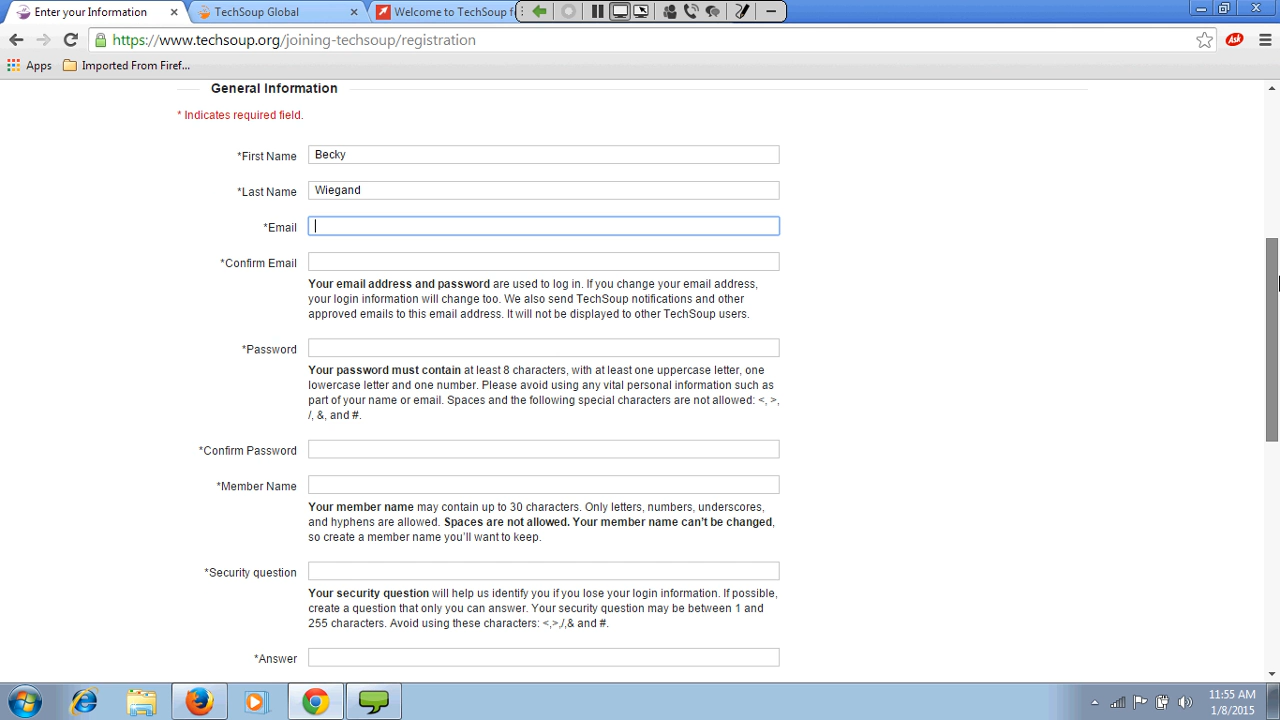 Enter your Information
TechSoup Global
Welcome to TechSoup f
https://www.techsoup.org/joining-techsoup/registration
Ask
Apps
Imported From Firef...
General Information
* Indicates required field.
*First Name
Becky
*Last Name
Wiegand
*Email
*Confirm Email
Your email address and password are used to log in. If you change your email address,
your login information will change too. We also send TechSoup notifications and other
approved emails to this email address. It will not be displayed to other TechSoup users.
*Password
Your password must contain at least 8 characters, with at least one uppercase letter, one
lowercase letter and one number. Please avoid using any vital personal information such as
part of your name or email. Spaces and the following special characters are not allowed: <, >,
/, &, and #.
*Confirm Password
*Member Name
Your member name may contain up to 30 characters. Only letters, numbers, underscores,
and hyphens are allowed. Spaces are not allowed. Your member name can't be changed,
so create a member name you'll want to keep.
*Security question
Your security question will help us identify you if you lose your login information. If possible,
create a question that only you can answer. Your security question may be between 1 and
255 characters. Avoid using these characters: <,>,/,& and #.
*Answer
11:55 AM
1/8/2015